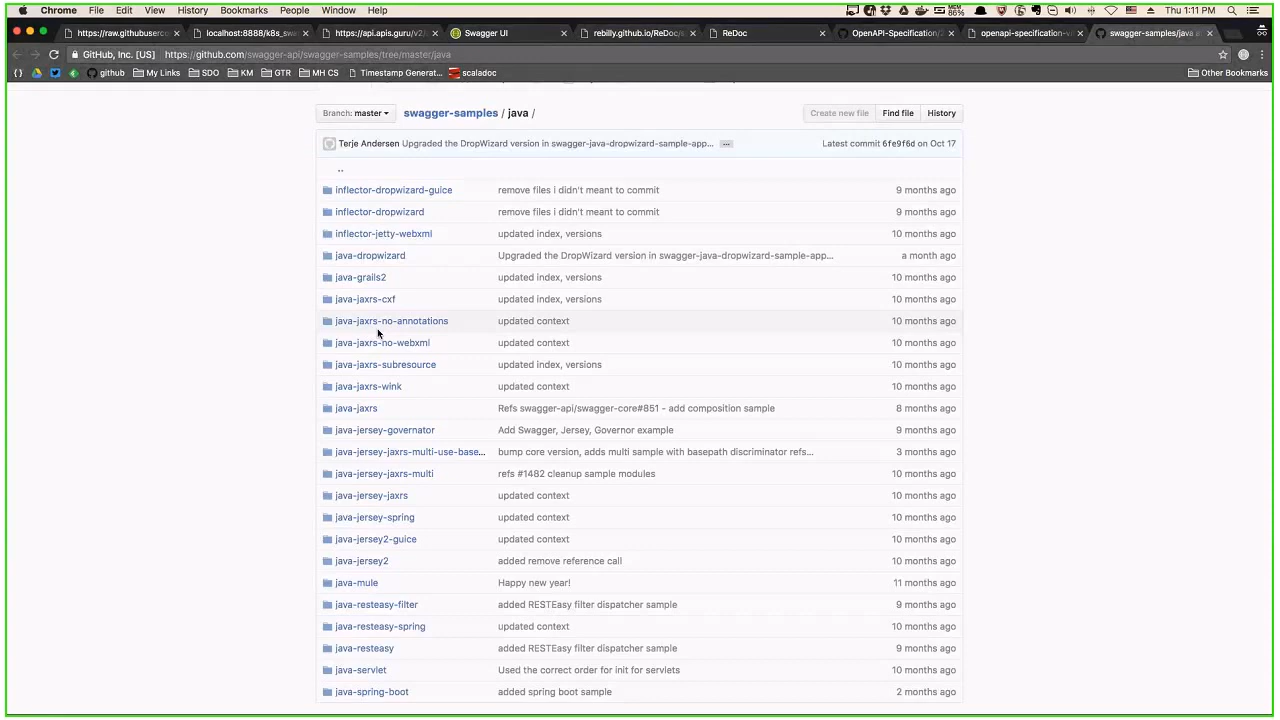 Chrome File Edit View History Bookmarks People Window Help MEM 86% Thu 1:11 PM
https://raw.githubuserco localhost:8888/k8s_swa https://api.apis.guru/v2/ Swagger UI rebilly.github.io/ReDoc/ ReDoc OpenAPI-Specification/ openapi-specification-v swagger-samples/java a
GitHub, Inc. [US] https://github.com/swagger-api/swagger-samples/tree/master/java
{} github My Links SDO KM GTR MH CS Timestamp Generat... scaladoc Other Bookmarks
Branch: master swagger-samples / java / Create new file Find file History
Terje Andersen Upgraded the DropWizard version in swagger-java-dropwizard-sample-app... ... Latest commit 6fe9f6d on Oct 17
..
inflector-dropwizard-guice remove files i didn't meant to commit 9 months ago
inflector-dropwizard remove files i didn't meant to commit 9 months ago
inflector-jetty-webxml updated index, versions 10 months ago
java-dropwizard Upgraded the DropWizard version in swagger-java-dropwizard-sample-app... a month ago
java-grails2 updated index, versions 10 months ago
java-jaxrs-cxf updated index, versions 10 months ago
java-jaxrs-no-annotations updated context 10 months ago
java-jaxrs-no-webxml updated context 10 months ago
java-jaxrs-subresource updated index, versions 10 months ago
java-jaxrs-wink updated context 10 months ago
java-jaxrs Refs swagger-api/swagger-core#851 - add composition sample 8 months ago
java-jersey-governator Add Swagger, Jersey, Governor example 9 months ago
java-jersey-jaxrs-multi-use-base... bump core version, adds multi sample with basepath discriminator refs... 3 months ago
java-jersey-jaxrs-multi refs #1482 cleanup sample modules 10 months ago
java-jersey-jaxrs updated context 10 months ago
java-jersey-spring updated context 10 months ago
java-jersey2-guice updated context 10 months ago
java-jersey2 added remove reference call 10 months ago
java-mule Happy new year! 11 months ago
java-resteasy-filter added RESTEasy filter dispatcher sample 9 months ago
java-resteasy-spring updated context 10 months ago
java-resteasy added RESTEasy filter dispatcher sample 9 months ago
java-servlet Used the correct order for init for servlets 10 months ago
java-spring-boot added spring boot sample 2 months ago